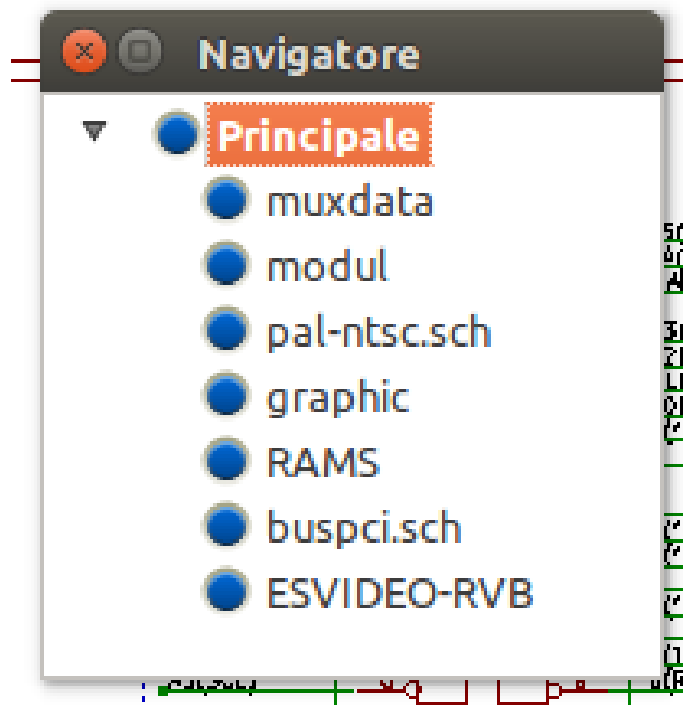 Navigatore
Principale
muxdata
modul
pal-ntsc.sch
graphic
RAMS
buspci.sch
ESVIDEO-RVB